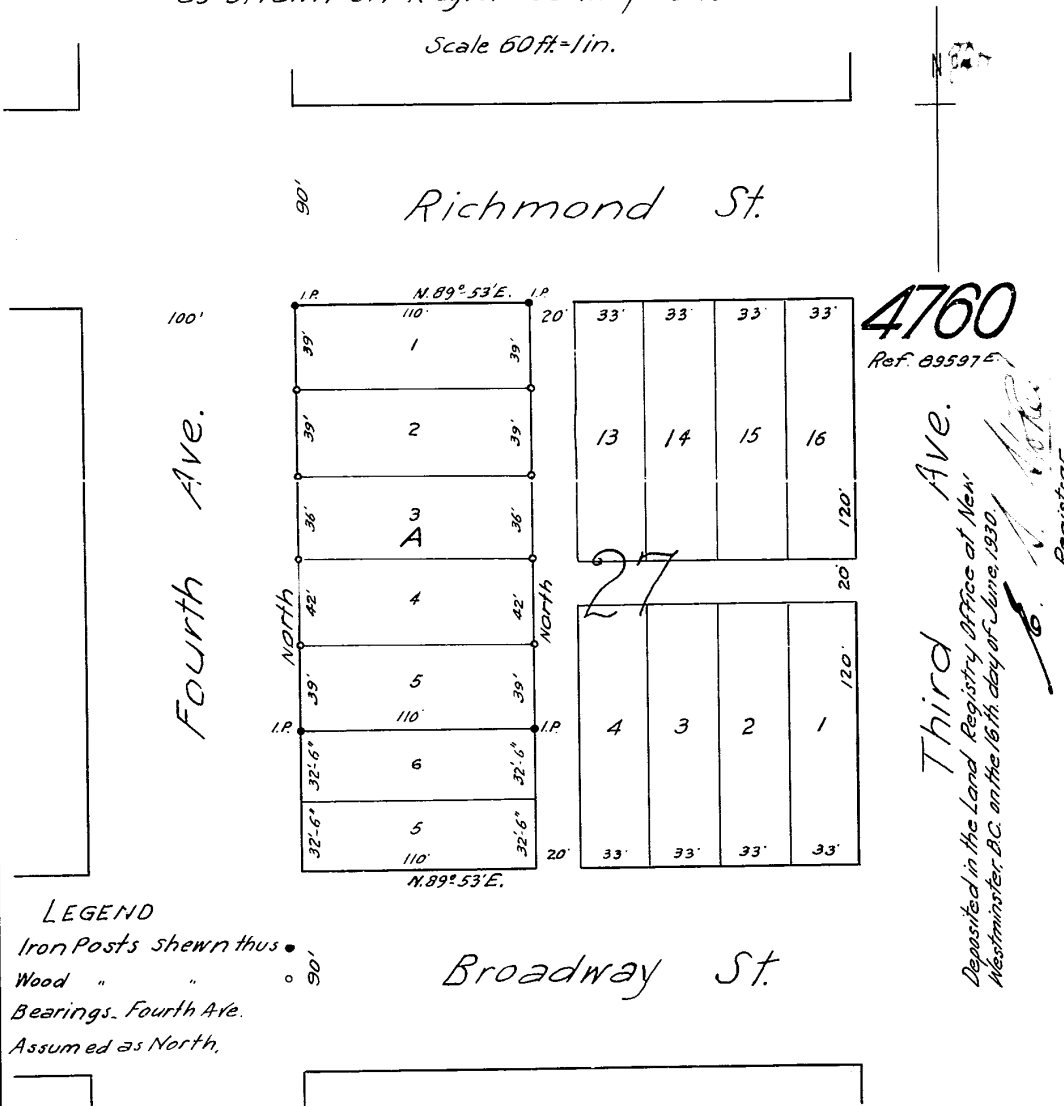 Scale 60ft.=1in.
N
90'
Richmond St.
I.P. N.89°-53'E. I.P.
100' 110' 20' 33' 33' 33' 33'
4760
Ref. 89597E
39' 1 39'
39' 2 39'
13 14 15 16
36' 3 36'
A
120'
27
20'
42' 4 42'
North North
Fourth Ave.
Third Ave.
39' 5 39'
120'
I.P. 110' I.P.
4 3 2 1
32'-6" 6 32'-6"
32'-6" 5 32'-6"
110' 20' 33' 33' 33' 33'
N.89°-53'E.
Deposited in the Land Registry Office at New
Westminster. B.C. on the 16th. day of June, 1930.
Registrar
LEGEND
Iron Posts shewn thus
Wood " "
Bearings. Fourth Ave.
Assumed as North,
90'
Broadway St.